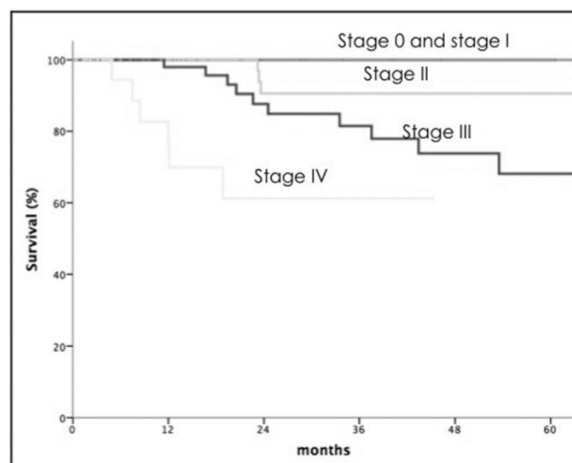 Stage 0 and stage I
100
Stage II
80
Stage III
Stage IV
60
40
20
0
Survival (%)
0 12 24 36 48 60
months